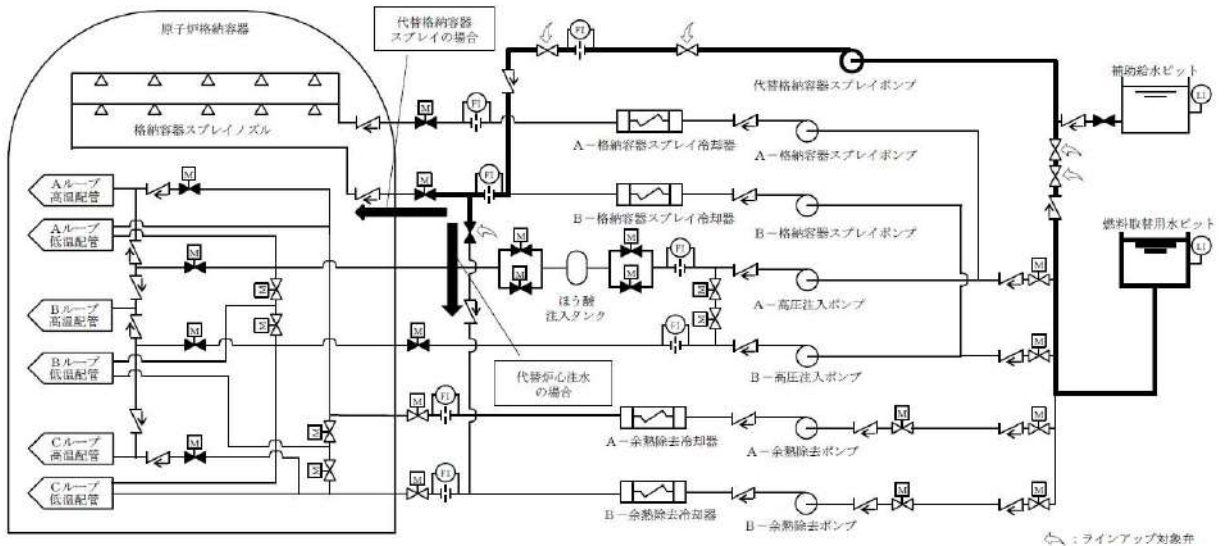 原子炉格納容器
代替格納容器
スプレイの場合
FI
代替格納容器スプレイポンプ
補助給水ピット
LI
格納容器スプレイノズル
M
FI
A-格納容器スプレイ冷却器
A-格納容器スプレイポンプ
M
FI
B-格納容器スプレイ冷却器
B-格納容器スプレイポンプ
燃料取替用水ピット
LI
Aループ
高温配管
M
Aループ
低温配管
M
M
M
ほう酸
注入タンク
M
M
FI
A-高圧注入ポンプ
M
M
M
Bループ
高温配管
M
M
Bループ
低温配管
M
M
FI
B-高圧注入ポンプ
M
代替炉心注水
の場合
M
FI
A-余熱除去冷却器
A-余熱除去ポンプ
M
M
M
Cループ
高温配管
M
M
Cループ
低温配管
M
FI
B-余熱除去冷却器
B-余熱除去ポンプ
M
M
:ラインアップ対象弁